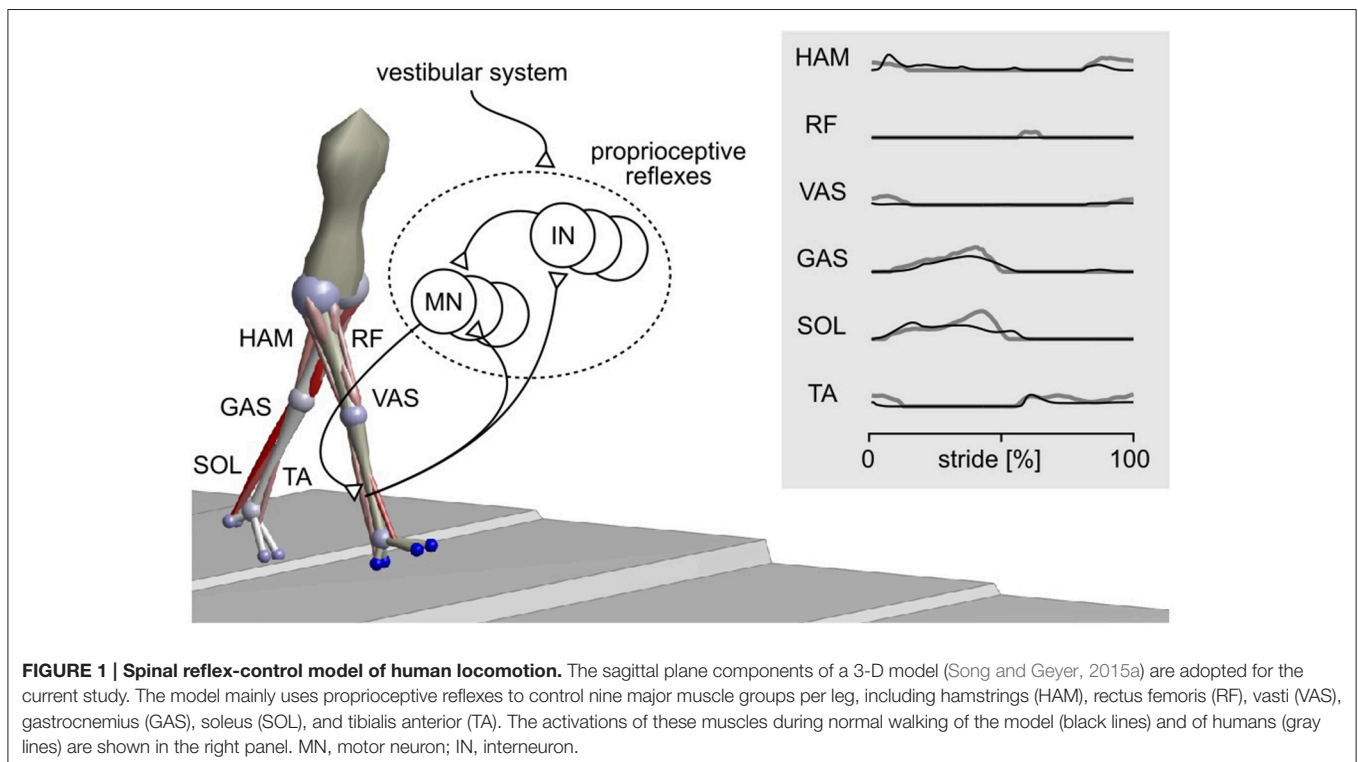 vestibular system
proprioceptive
reflexes
IN
MN
HAM
RF
GAS
VAS
SOL
TA
HAM
RF
VAS
GAS
SOL
TA
0
stride [%]
100
FIGURE 1 | Spinal reflex-control model of human locomotion. The sagittal plane components of a 3-D model (Song and Geyer, 2015a) are adopted for the
current study. The model mainly uses proprioceptive reflexes to control nine major muscle groups per leg, including hamstrings (HAM), rectus femoris (RF), vasti (VAS),
gastrocnemius (GAS), soleus (SOL), and tibialis anterior (TA). The activations of these muscles during normal walking of the model (black lines) and of humans (gray
lines) are shown in the right panel. MN, motor neuron; IN, interneuron.